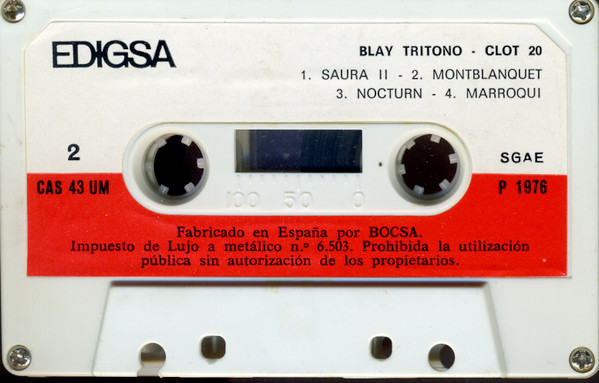 EDIGSA
BLAY TRITONO - CLOT 20
1. SAURA II - 2. MONTBLANQUET
3. NOCTURN - 4. MARROQUI
2
SGAE
CAS 43 UM
P 1976
100 50 0
Fabricado en España por BOCSA.
Impuesto de Lujo a metálico n.º 6.503. Prohibida la utilización
pública sin autorización de los propietarios.